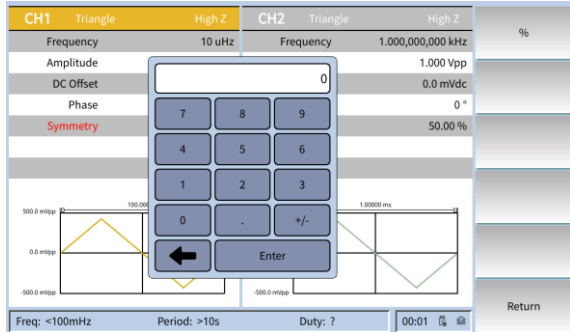 CH1 Triangle High Z CH2 Triangle High Z
Frequency 10 uHz Frequency 1.000,000,000 kHz
Amplitude 1.000 Vpp
DC Offset 0.0 mVdc
Phase 0 °
Symmetry 50.00 %
%
0
7 8 9
4 5 6
1 2 3
0 . +/-
Enter
100.00
1.00000 ms
500.0 mVpp
0.0 mVpp
-500.0 mVpp
-500.0 mVpp
Freq: <100mHz Period: >10s Duty: ? 00:01
Return